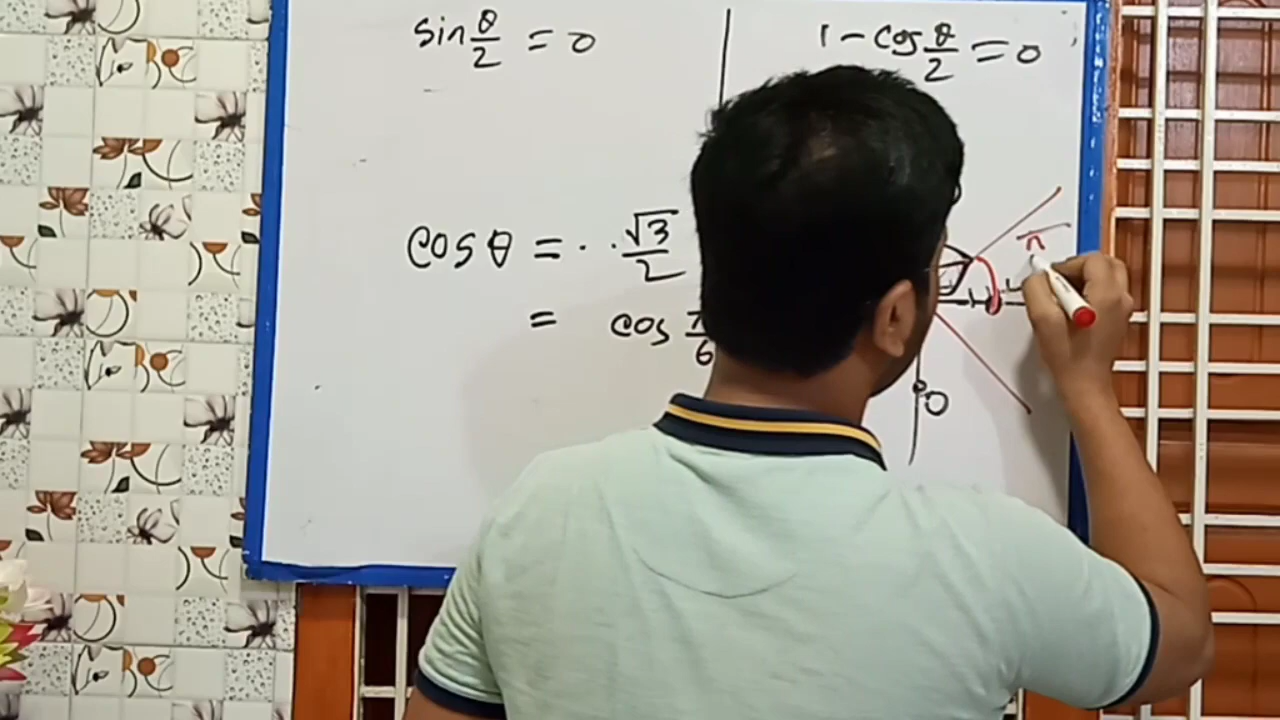 sin θ/2 = 0
1 - cos θ/2 = 0
cos θ = · · √3/2
= cos π/6
π
O